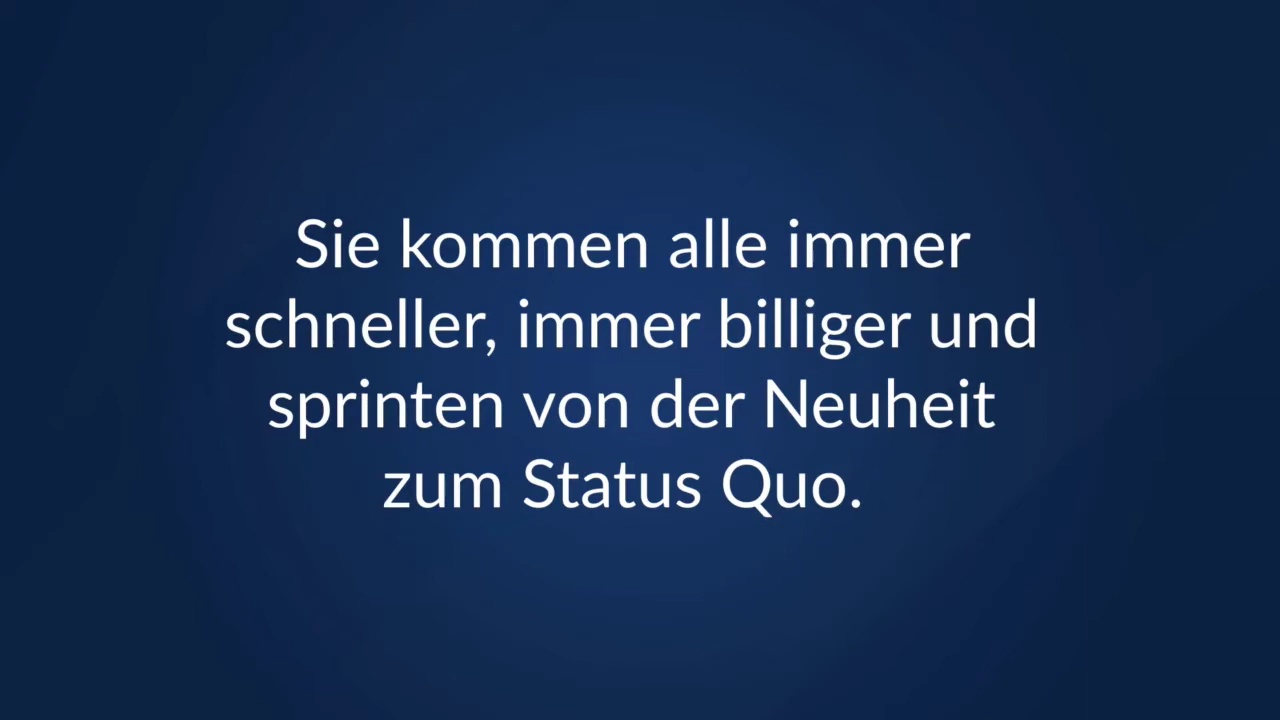 Sie kommen alle immer
schneller, immer billiger und
sprinten von der Neuheit
zum Status Quo.